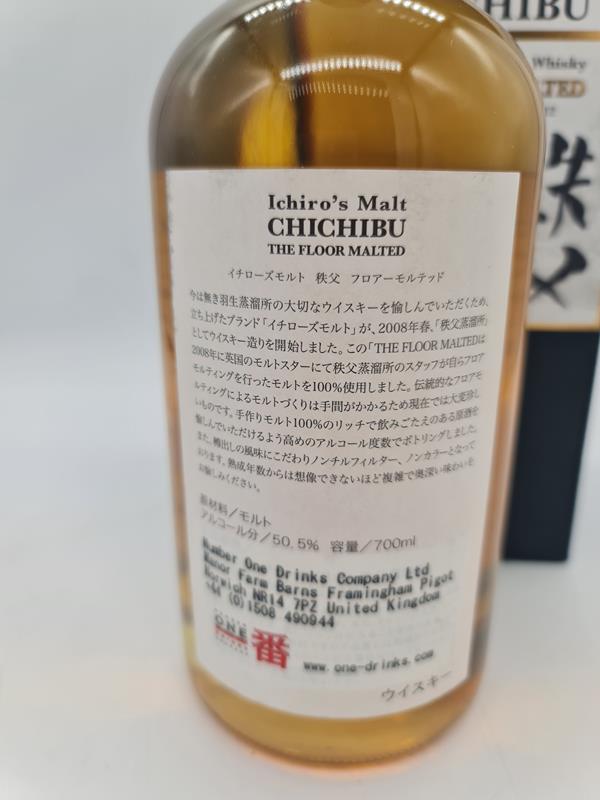 CHIBU
Whisky
LTED
秩
父
Ichiro's Malt
CHICHIBU
THE FLOOR MALTED
イチローズモルト 秩父 フロアーモルテッド
今は無き羽生蒸溜所の大切なウイスキーを愉しんでいただくため、
立ち上げたブランド「イチローズモルト」が、2008年春、「秩父蒸溜所」
としてウイスキー造りを開始しました。この「THE FLOOR MALTEDは
2008年に英国のモルトスターにて秩父蒸溜所のスタッフが自らフロア
モルティングを行ったモルトを100%使用しました。伝統的なフロアモ
ルティングによるモルトづくりは手間がかかるため現在では大変珍し
いものです。手作りモルト100%のリッチで飲みごたえのある原酒を
愉しんでいただけるよう高めのアルコール度数でボトリングしました。
また、樽出しの風味にこだわりノンチルフィルター、ノンカラーとなって
おります。熟成年数からは想像できないほど複雑で奥深い味わいを
お愉しみください。
原材料/モルト
アルコール分/50.5% 容量/700ml
Number One Drinks Company Ltd
Manor Farm Barns Framingham Pigot
Norwich NR14 7PZ United Kingdom
+44 (0)1508 490944
ONE
番
www.one-drinks.com
ウイスキー